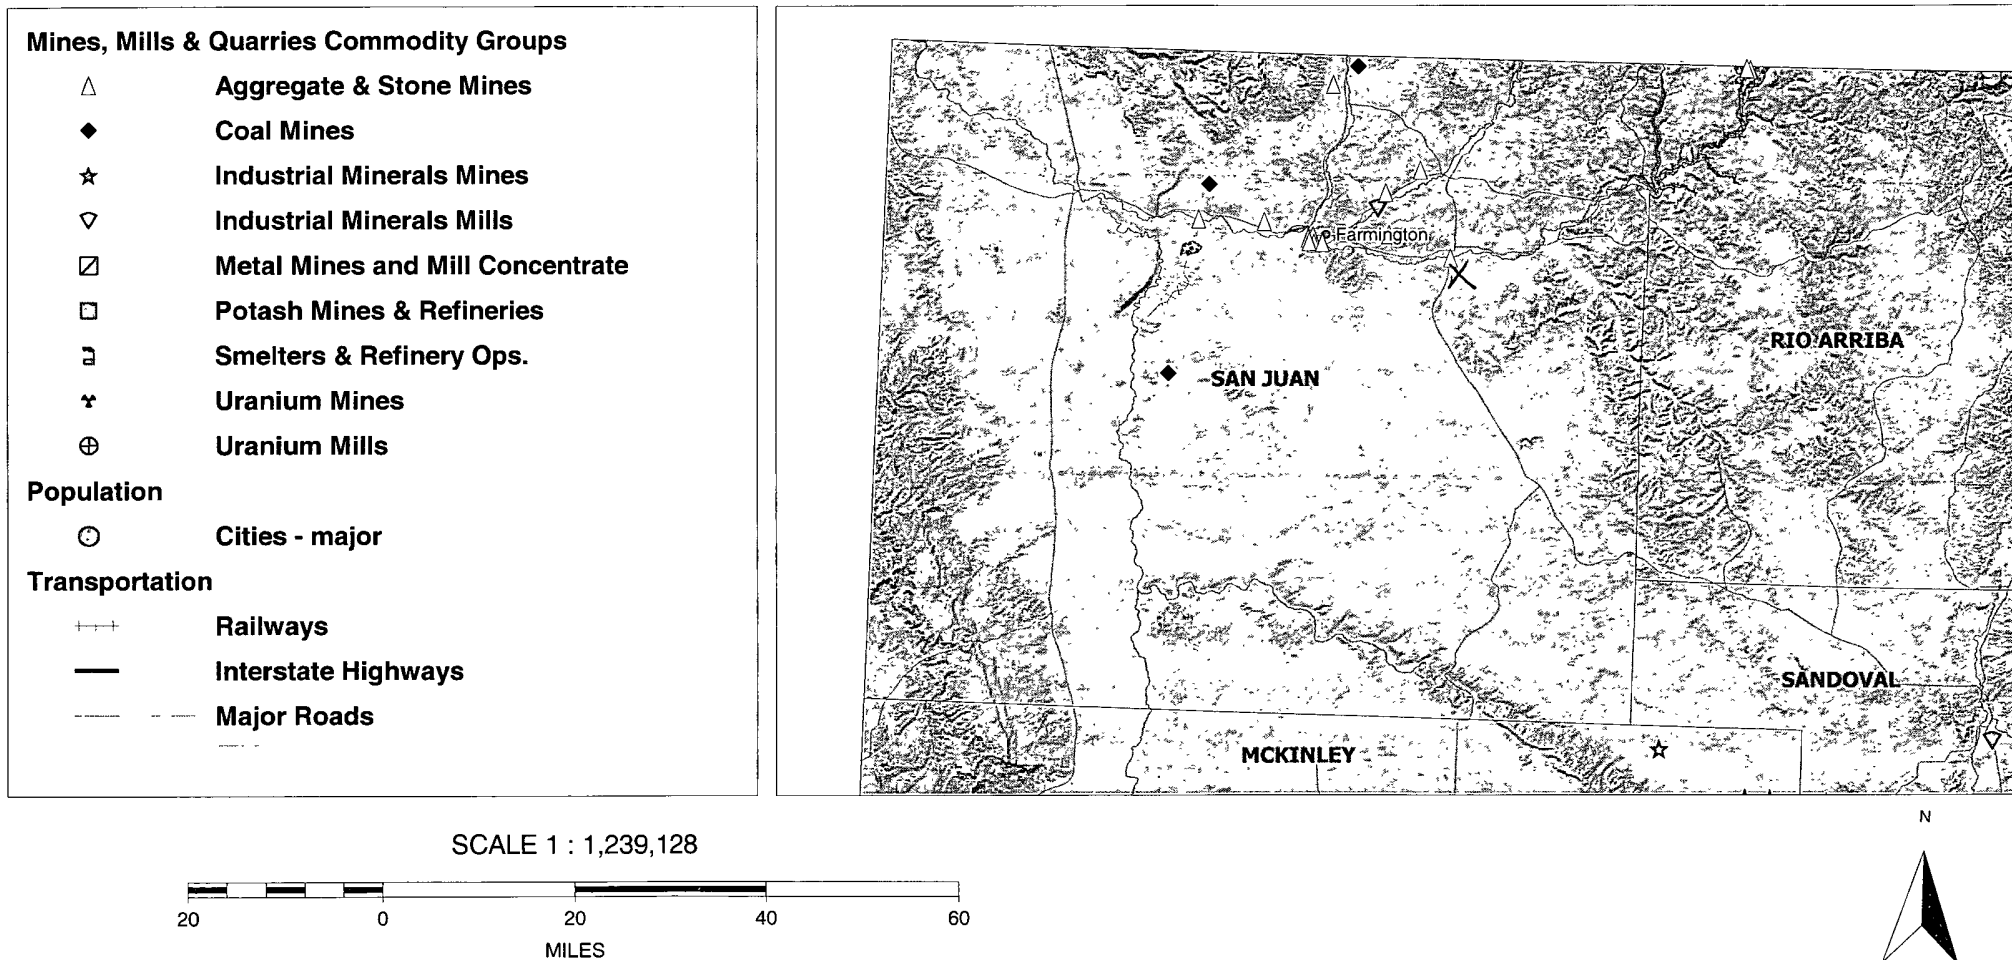 Mines, Mills & Quarries Commodity Groups
Aggregate & Stone Mines
Coal Mines
Industrial Minerals Mines
Industrial Minerals Mills
Metal Mines and Mill Concentrate
Potash Mines & Refineries
Smelters & Refinery Ops.
Uranium Mines
Uranium Mills
Population
Cities - major
Transportation
Railways
Interstate Highways
Major Roads
Farmington
RIO ARRIBA
SAN JUAN
SANDOVAL
MCKINLEY
SCALE 1 : 1,239,128
20 0 20 40 60
MILES
N